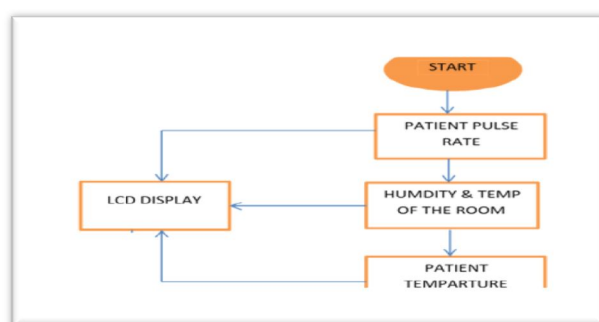 START
PATIENT PULSE
RATE
LCD DISPLAY
HUMDITY & TEMP
OF THE ROOM
PATIENT
TEMPARTURE